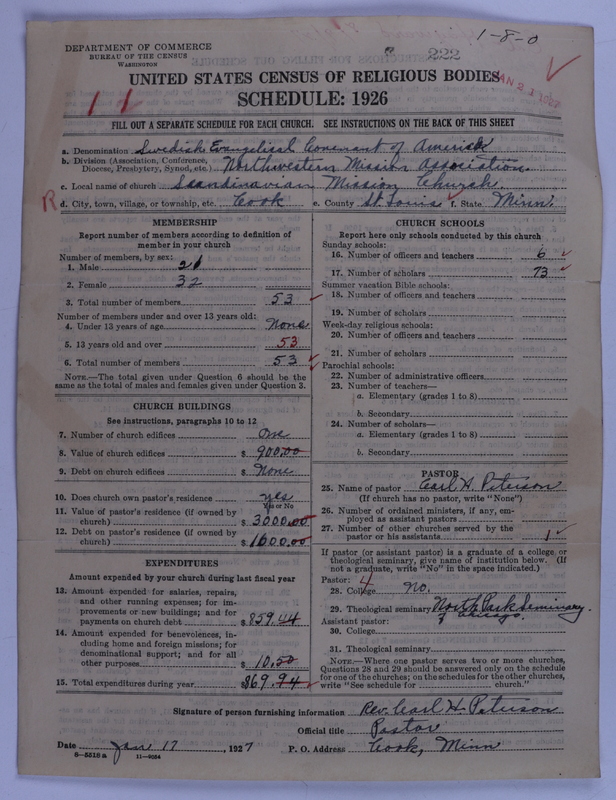 1-8-0
222
DEPARTMENT OF COMMERCE
BUREAU OF THE CENSUS
WASHINGTON
UNITED STATES CENSUS OF RELIGIOUS BODIES
JAN 21 1927
SCHEDULE: 1926
11
FILL OUT A SEPARATE SCHEDULE FOR EACH CHURCH. SEE INSTRUCTIONS ON THE BACK OF THIS SHEET
a. Denomination Swedish Evangelical Covenant of America
b. Division (Association, Conference, Diocese, Presbytery, Synod, etc.) Northwestern Mission Association.
c. Local name of church Scandinavian Mission Church.
R d. City, town, village, or township, etc. Cook e. County St. Louis f. State Minn.
MEMBERSHIP
Report number of members according to definition of
member in your church
Number of members, by sex:
1. Male 21
2. Female 32
3. Total number of members 53
Number of members under and over 13 years old:
4. Under 13 years of age None
5. 13 years old and over 53
6. Total number of members 53
NOTE.—The total given under Question 6 should be the
same as the total of males and females given under Question 3.
CHURCH BUILDINGS
See instructions, paragraphs 10 to 12
7. Number of church edifices one
8. Value of church edifices $ 900.00
9. Debt on church edifices $ None
10. Does church own pastor's residence yes
Yes or No
11. Value of pastor's residence (if owned by
church) $ 3000.00
12. Debt on pastor's residence (if owned by
church) $ 1600.00
EXPENDITURES
Amount expended by your church during last fiscal year
13. Amount expended for salaries, repairs,
and other running expenses; for im-
provements or new buildings; and for
payments on church debt $ 859.44
14. Amount expended for benevolences, in-
cluding home and foreign missions; for
denominational support; and for all
other purposes $ 10.50
15. Total expenditures during year $ 869.94
CHURCH SCHOOLS
Report here only schools conducted by this church
Sunday schools:
16. Number of officers and teachers 6
17. Number of scholars 73
Summer vacation Bible schools:
18. Number of officers and teachers
19. Number of scholars
Week-day religious schools:
20. Number of officers and teachers
21. Number of scholars
Parochial schools:
22. Number of administrative officers
23. Number of teachers—
a. Elementary (grades 1 to 8)
b. Secondary
24. Number of scholars—
a. Elementary (grades 1 to 8)
b. Secondary
PASTOR
25. Name of pastor Carl H. Peterson
(If church has no pastor, write "None")
26. Number of ordained ministers, if any, em-
ployed as assistant pastors
27. Number of other churches served by the
pastor or his assistants 1
If pastor (or assistant pastor) is a graduate of a college or
theological seminary, give name of institution below. (If
not a graduate, write "No" in the space indicated.)
Pastor: 4
28. College no.
29. Theological seminary North Park Seminary.
of Chicago.
Assistant pastor:
30. College
31. Theological seminary
NOTE.—Where one pastor serves two or more churches,
Questions 28 and 29 should be answered only on the schedule
for one of the churches; on the schedules for the other churches,
write "See schedule for church."
Signature of person furnishing information Rev. Carl H. Peterson
Official title Pastor
Date Jan 17, 1927 P. O. Address Cook, Minn
8—5516a 11—9034